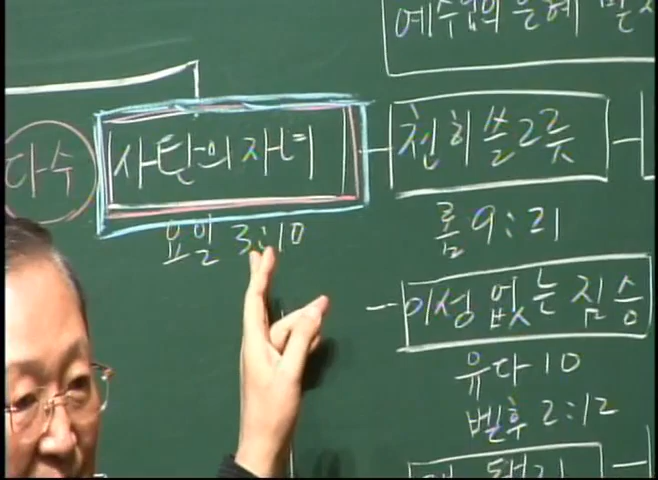 예수님의 은혜
다수
사탄의 자녀
천히 쓸 그릇
요일 3:10
롬 9:21
이성 없는 짐승
유다 10
벧후 2:12